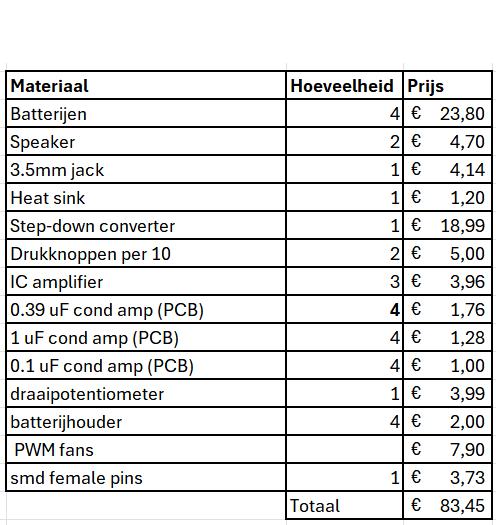 Materiaal Hoeveelheid Prijs
Batterijen 4 € 23,80
Speaker 2 € 4,70
3.5mm jack 1 € 4,14
Heat sink 1 € 1,20
Step-down converter 1 € 18,99
Drukknoppen per 10 2 € 5,00
IC amplifier 3 € 3,96
0.39 uF cond amp (PCB) 4 € 1,76
1 uF cond amp (PCB) 4 € 1,28
0.1 uF cond amp (PCB) 4 € 1,00
draaipotentiometer 1 € 3,99
batterijhouder 4 € 2,00
PWM fans € 7,90
smd female pins 1 € 3,73
Totaal € 83,45